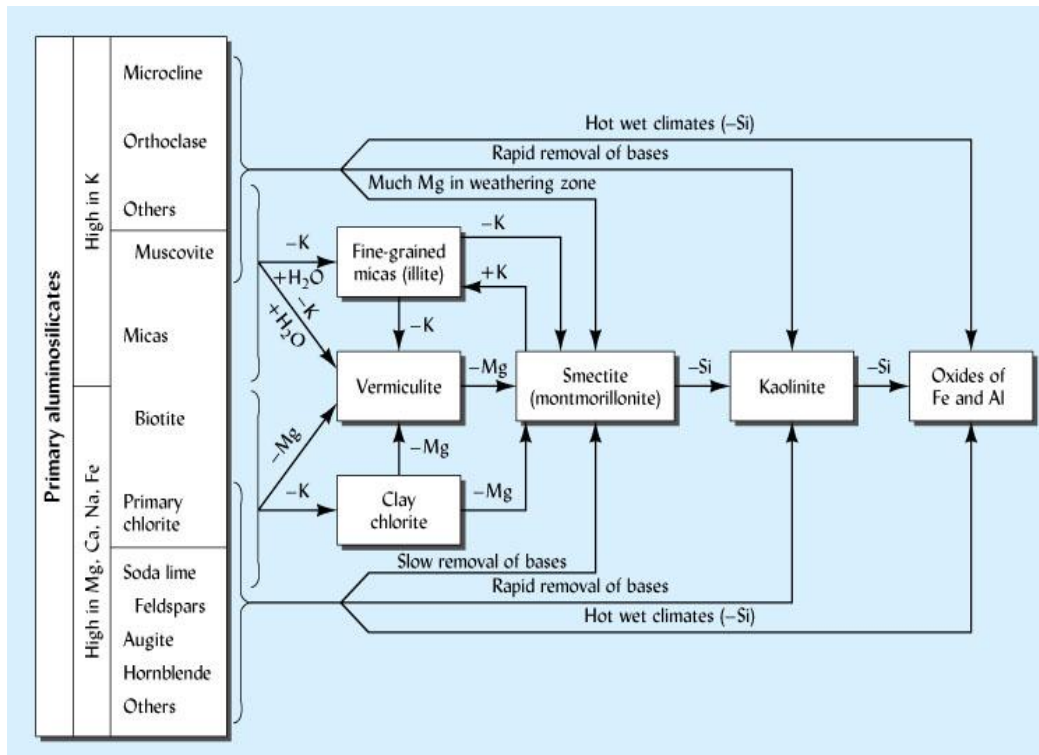 Primary aluminosilicates
High in K
High in Mg, Ca, Na, Fe
Microcline
Orthoclase
Others
Muscovite
Micas
Biotite
Primary
chlorite
Soda lime
Feldspars
Augite
Hornblende
Others
Hot wet climates (–Si)
Rapid removal of bases
Much Mg in weathering zone
–K
+H₂O
–K
+H₂O
Fine-grained
micas (illite)
–K
+K
–K
Vermiculite
–Mg
Smectite
(montmorillonite)
–Si
Kaolinite
–Si
Oxides of
Fe and Al
–Mg
–Mg
–K
Clay
chlorite
–Mg
Slow removal of bases
Rapid removal of bases
Hot wet climates (–Si)